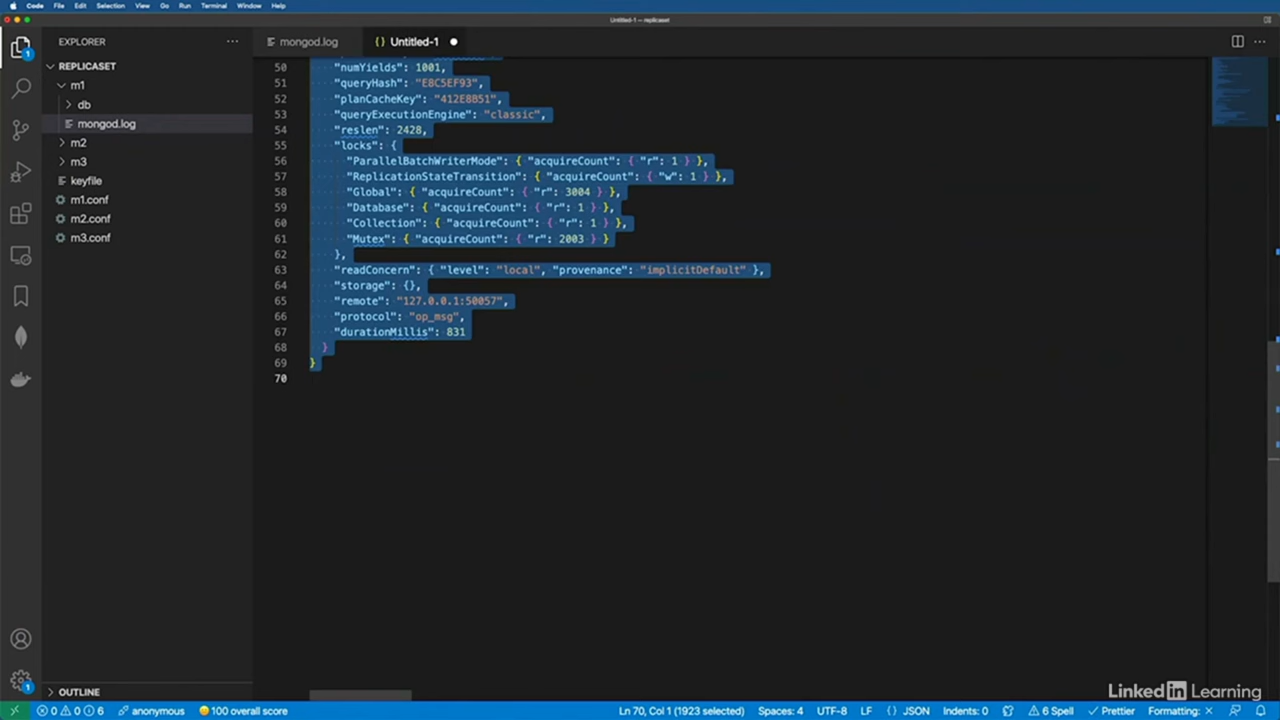 Code File Edit Selection View Go Run Terminal Window Help
Untitled-1 — replicaset
EXPLORER
mongod.log
{} Untitled-1
REPLICASET
m1
db
mongod.log
m2
m3
keyfile
m1.conf
m2.conf
m3.conf
50 "numYields": 1001,
51 "queryHash": "E8C5EF93",
52 "planCacheKey": "412E8B51",
53 "queryExecutionEngine": "classic",
54 "reslen": 2428,
55 "locks": {
56 "ParallelBatchWriterMode": { "acquireCount": { "r": 1 } },
57 "ReplicationStateTransition": { "acquireCount": { "w": 1 } },
58 "Global": { "acquireCount": { "r": 3004 } },
59 "Database": { "acquireCount": { "r": 1 } },
60 "Collection": { "acquireCount": { "r": 1 } },
61 "Mutex": { "acquireCount": { "r": 2003 } }
62 },
63 "readConcern": { "level": "local", "provenance": "implicitDefault" },
64 "storage": {},
65 "remote": "127.0.0.1:50057",
66 "protocol": "op_msg",
67 "durationMillis": 831
68 }
69 }
70
OUTLINE
LinkedIn Learning
0 0 6 anonymous 100 overall score Ln 70, Col 1 (1923 selected) Spaces: 4 UTF-8 LF {} JSON Indents: 0 6 Spell Prettier Formatting: ×